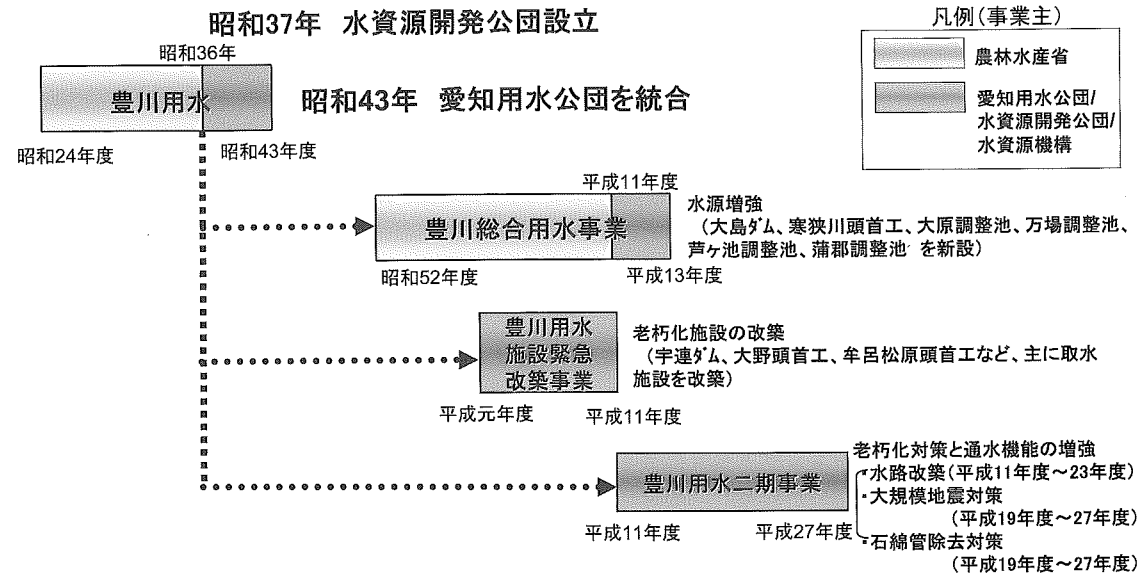 昭和37年 水資源開発公団設立
凡例(事業主)
農林水産省
愛知用水公団/
水資源開発公団/
水資源機構
昭和36年
豊川用水
昭和43年 愛知用水公団を統合
昭和24年度
昭和43年度
平成11年度
豊川総合用水事業
昭和52年度
平成13年度
水源増強
(大島ダム、寒狭川頭首工、大原調整池、万場調整池、
芦ヶ池調整池、蒲郡調整池 を新設)
豊川用水
施設緊急
改築事業
平成元年度
平成11年度
老朽化施設の改築
(宇連ダム、大野頭首工、牟呂松原頭首工など、主に取水
施設を改築)
豊川用水二期事業
平成11年度
平成27年度
老朽化対策と通水機能の増強
・水路改築(平成11年度~23年度)
・大規模地震対策
(平成19年度~27年度)
・石綿管除去対策
(平成19年度~27年度)